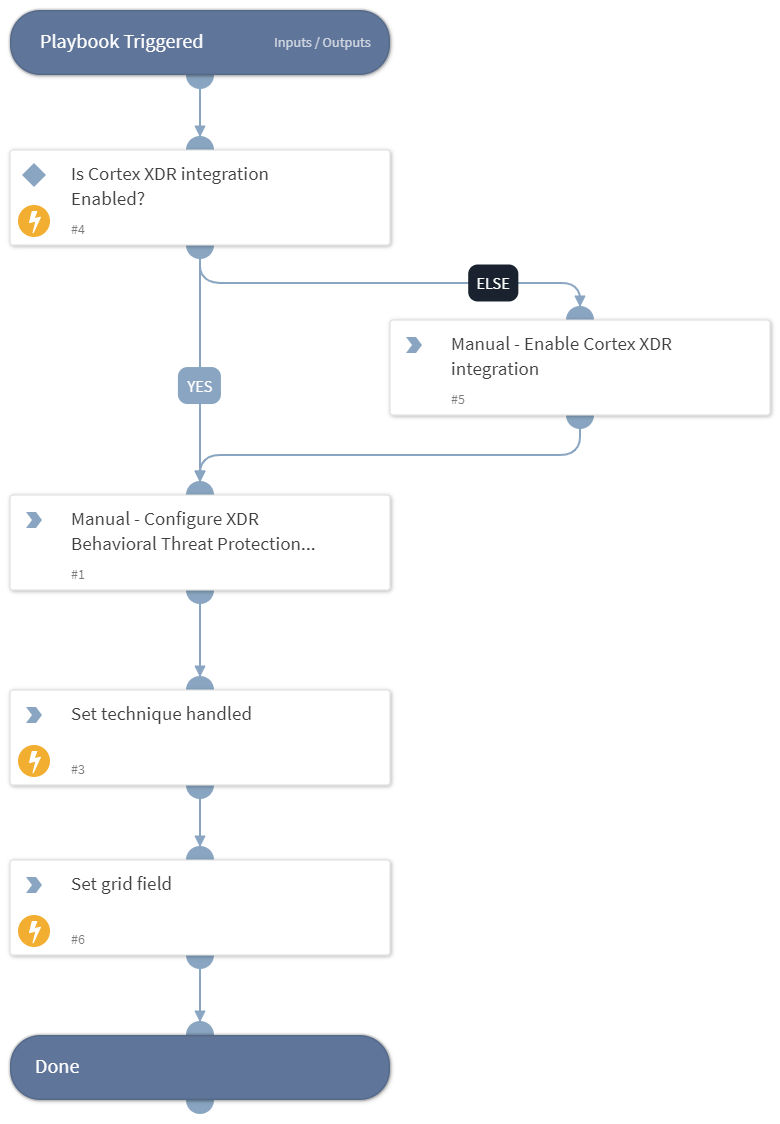 Playbook Triggered
Inputs / Outputs
Is Cortex XDR integration
Enabled?
#4
ELSE
Manual - Enable Cortex XDR
integration
#5
YES
Manual - Configure XDR
Behavioral Threat Protection...
#1
Set technique handled
#3
Set grid field
#6
Done